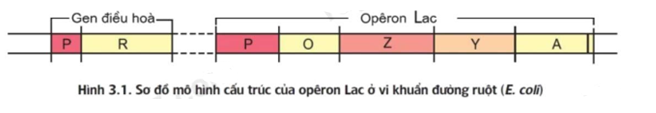 Gen điều hoà Opêron Lac
P R P O Z Y A
Hình 3.1. Sơ đồ mô hình cấu trúc của opêron Lac ở vi khuẩn đường ruột (E. coli)